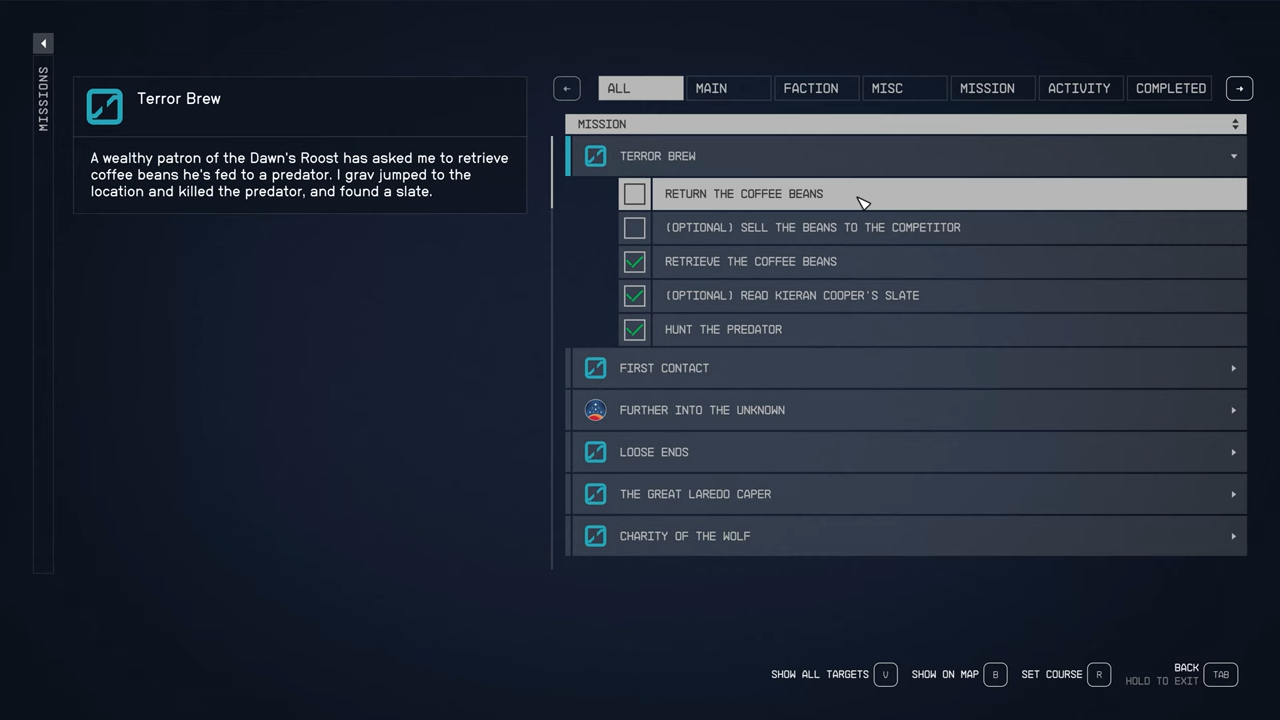 MISSIONS
Terror Brew
A wealthy patron of the Dawn's Roost has asked me to retrieve
coffee beans he's fed to a predator. I grav jumped to the
location and killed the predator, and found a slate.
ALL MAIN FACTION MISC MISSION ACTIVITY COMPLETED
MISSION
TERROR BREW
RETURN THE COFFEE BEANS
(OPTIONAL) SELL THE BEANS TO THE COMPETITOR
RETRIEVE THE COFFEE BEANS
(OPTIONAL) READ KIERAN COOPER'S SLATE
HUNT THE PREDATOR
FIRST CONTACT
FURTHER INTO THE UNKNOWN
LOOSE ENDS
THE GREAT LAREDO CAPER
CHARITY OF THE WOLF
SHOW ALL TARGETS V SHOW ON MAP B SET COURSE R BACK TAB
HOLD TO EXIT